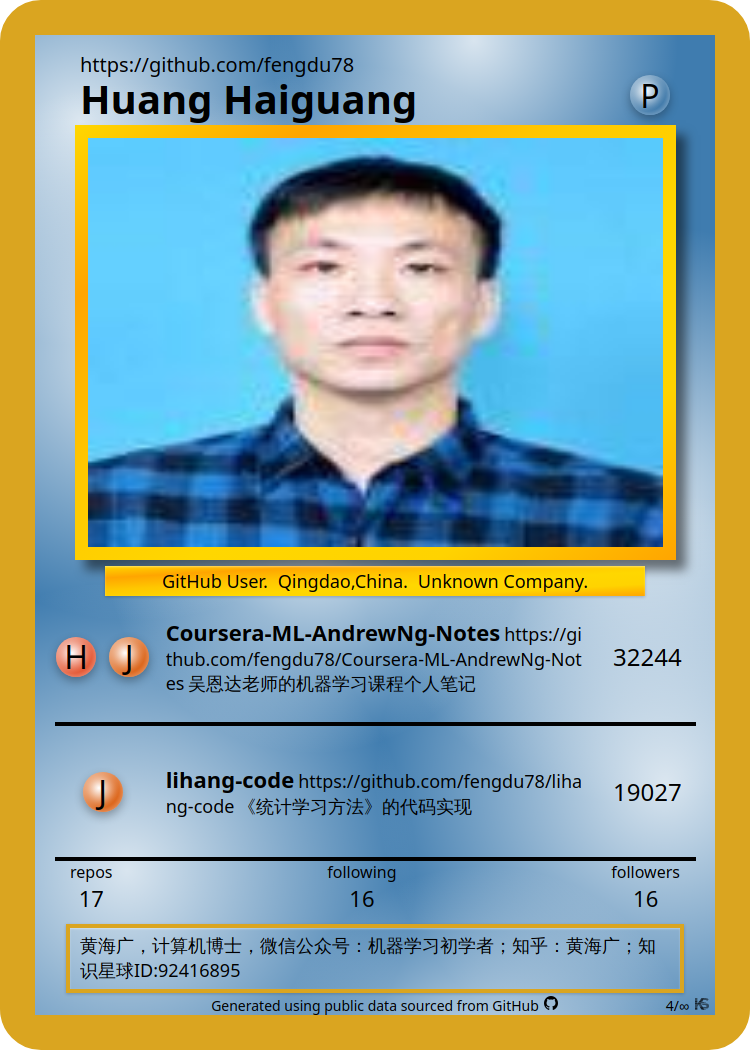 https://github.com/fengdu78
Huang Haiguang
P
GitHub User. Qingdao,China. Unknown Company.
Coursera-ML-AndrewNg-Notes https://gi
H J thub.com/fengdu78/Coursera-ML-AndrewNg-Not 32244
es 吴恩达老师的机器学习课程个人笔记
lihang-code https://github.com/fengdu78/liha
J 19027
ng-code 《统计学习方法》的代码实现
repos following followers
17 16 16
黄海广，计算机博士，微信公众号：机器学习初学者；知乎：黄海广；知
识星球ID:92416895
Generated using public data sourced from GitHub 4/∞ KS